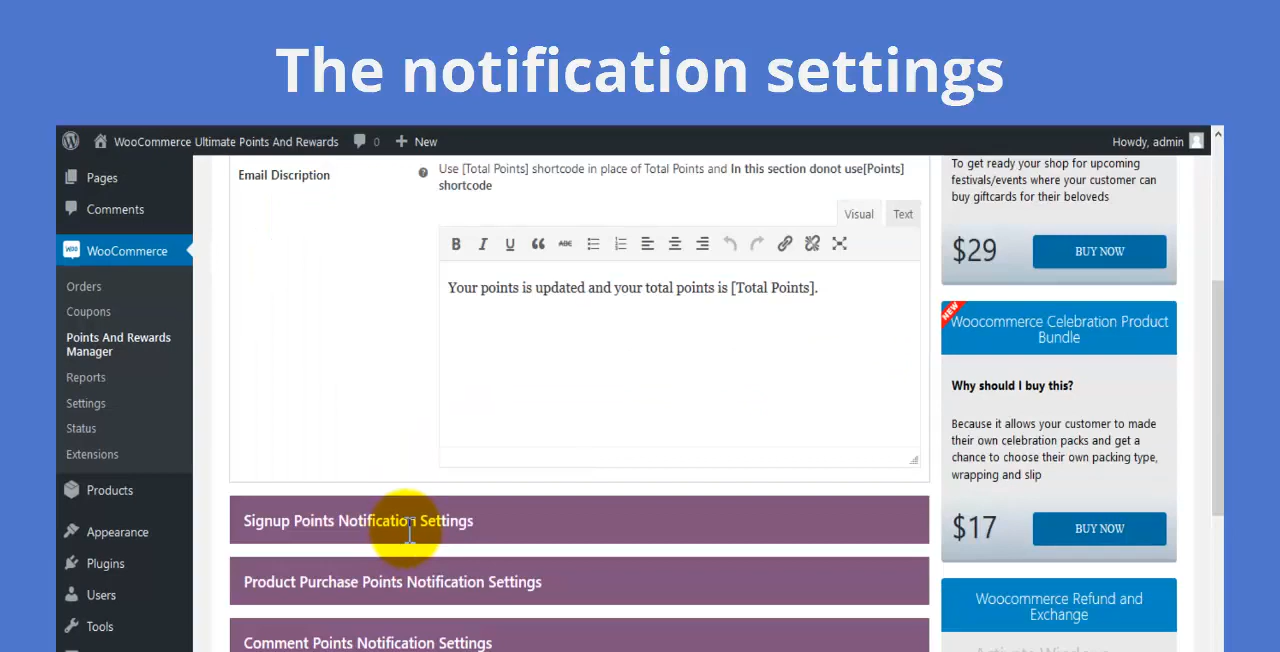 The notification settings
WooCommerce Ultimate Points And Rewards
0
New
Howdy, admin
Pages
Comments
WooCommerce
Orders
Coupons
Points And Rewards
Manager
Reports
Settings
Status
Extensions
Products
Appearance
Plugins
Users
Tools
Email Discription
Use [Total Points] shortcode in place of Total Points and In this section donot use[Points]
shortcode
Visual
Text
B I U ABC
Your points is updated and your total points is [Total Points].
Signup Points Notification Settings
Product Purchase Points Notification Settings
Comment Points Notification Settings
To get ready your shop for upcoming
festivals/events where your customer can
buy giftcards for their beloveds
$29
BUY NOW
NEW
Woocommerce Celebration Product
Bundle
Why should I buy this?
Because it allows your customer to made
their own celebration packs and get a
chance to choose their own packing type,
wrapping and slip
$17
BUY NOW
Woocommerce Refund and
Exchange
Activate Windows